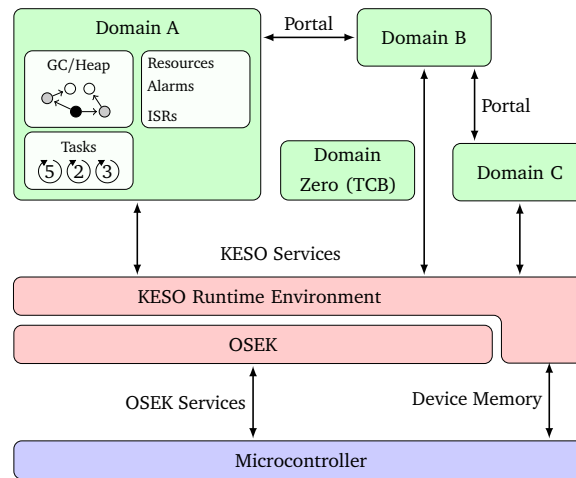 Domain A
Portal
Domain B
GC/Heap
Resources
Alarms
ISRs
Portal
Tasks
5 2 3
Domain
Zero (TCB)
Domain C
KESO Services
KESO Runtime Environment
OSEK
OSEK Services
Device Memory
Microcontroller